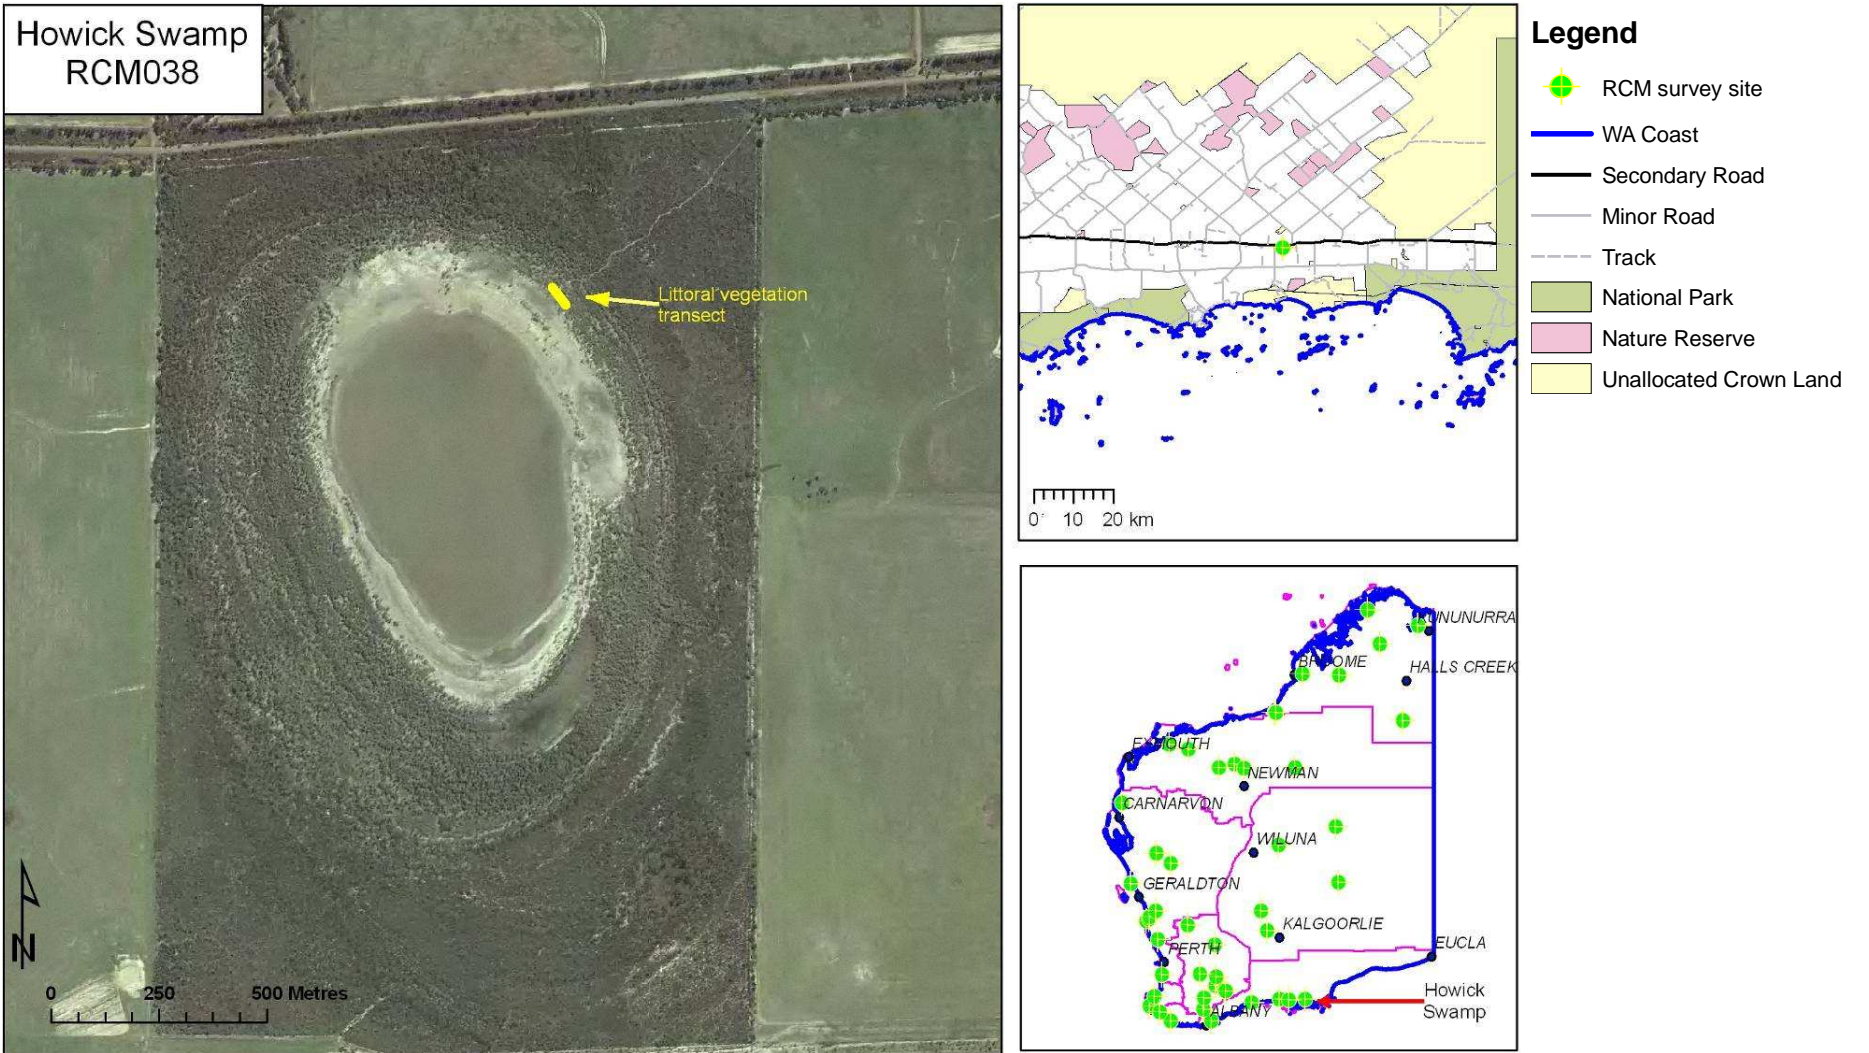 Howick Swamp
RCM038
Littoral vegetation
transect
N
0 250 500 Metres
0 10 20 km
Legend
RCM survey site
WA Coast
Secondary Road
Minor Road
Track
National Park
Nature Reserve
Unallocated Crown Land
KUNUNURRA
BROOME
HALLS CREEK
EXMOUTH
NEWMAN
CARNARVON
WILUNA
GERALDTON
KALGOORLIE
PERTH
EUCLA
ALBANY
Howick
Swamp